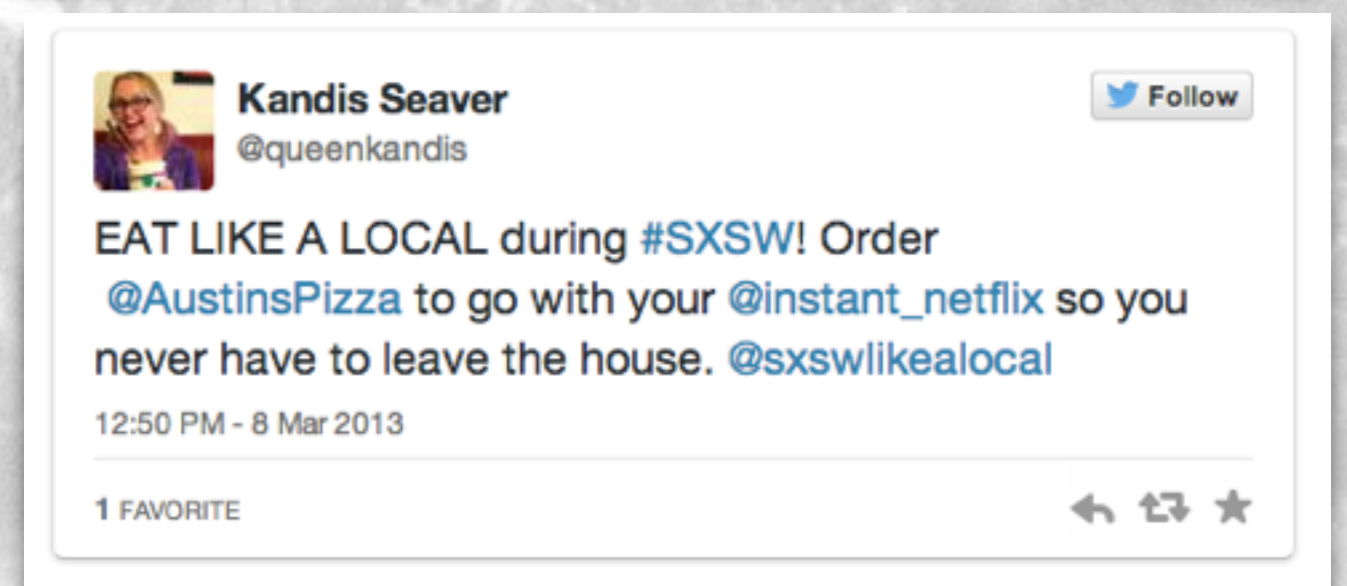 Kandis Seaver
@queenkandis
Follow
EAT LIKE A LOCAL during #SXSW! Order
@AustinsPizza to go with your @instant_netflix so you
never have to leave the house. @sxswlikealocal
12:50 PM - 8 Mar 2013
1 FAVORITE